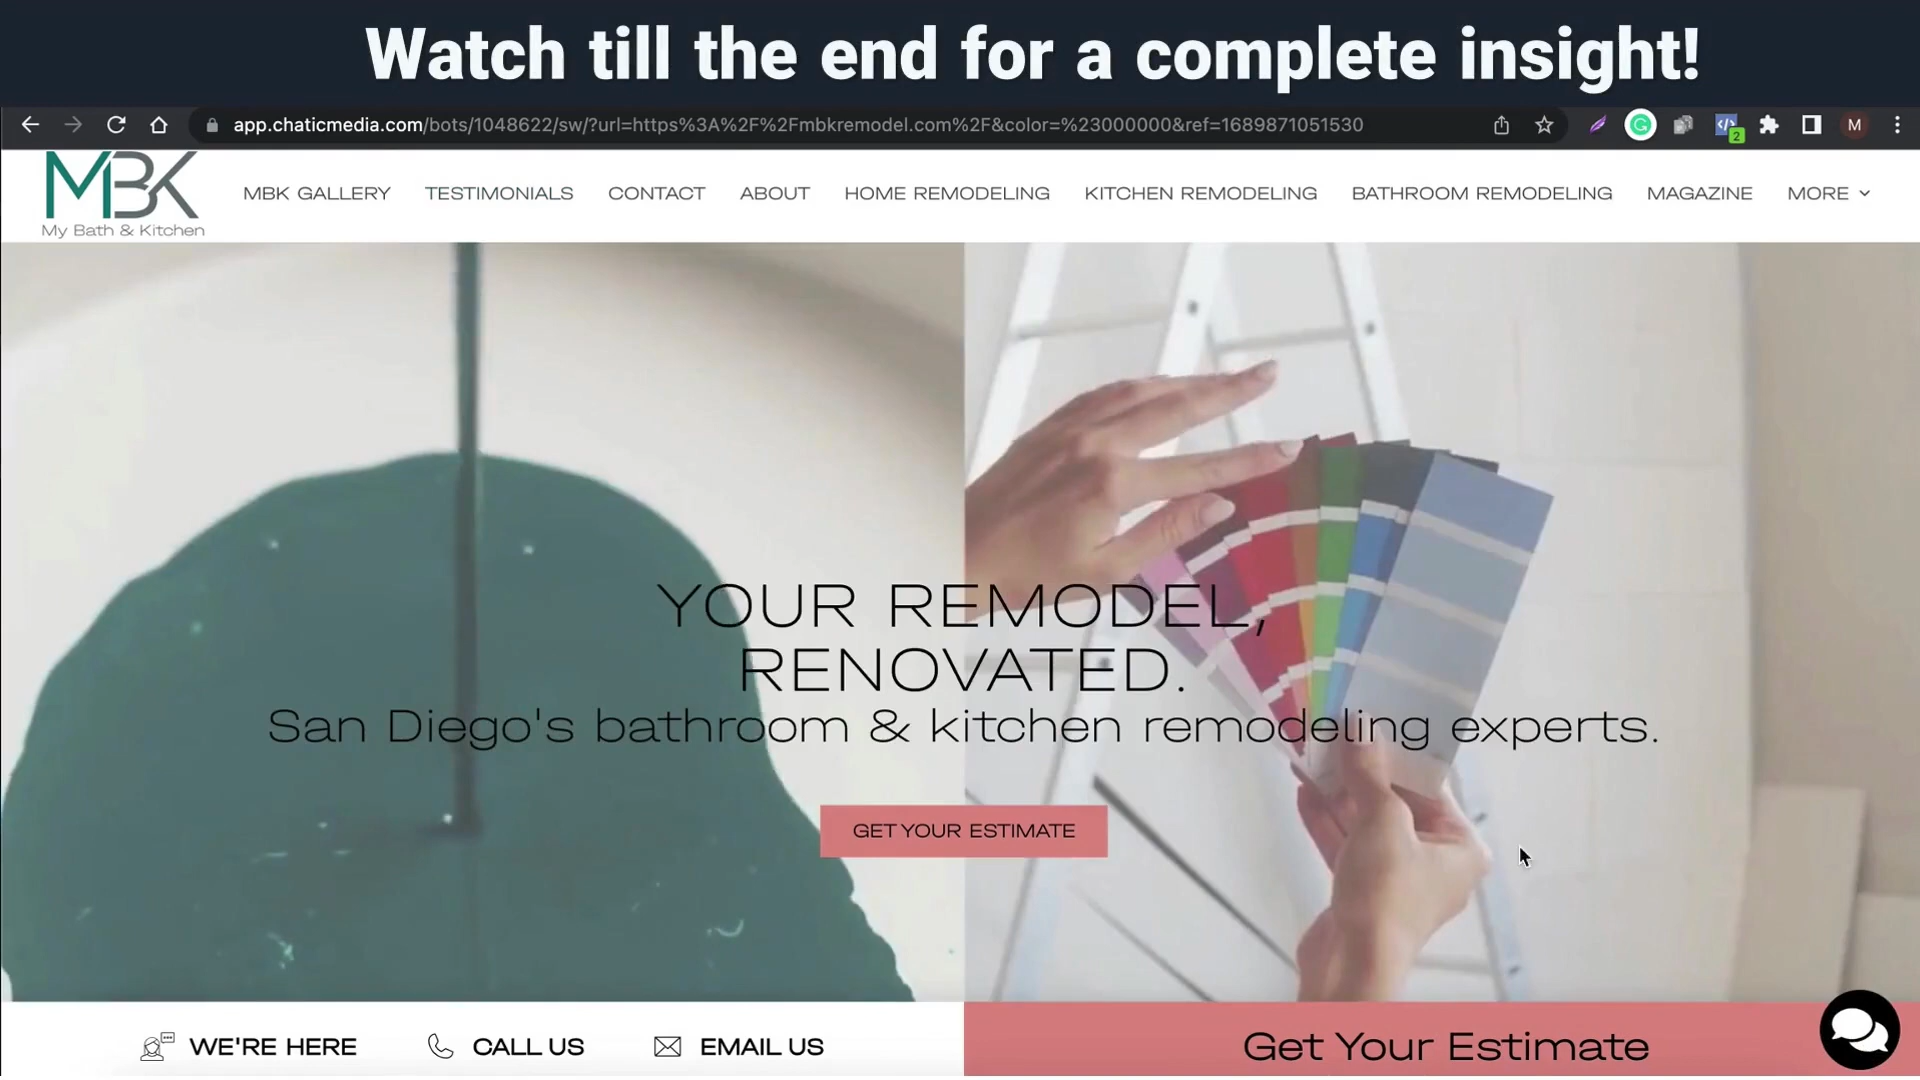 Watch till the end for a complete insight!
app.chaticmedia.com/bots/1048622/sw/?url=https%3A%2F%2Fmbkremodel.com%2F&color=%23000000&ref=1689871051530
2
M
MBK
My Bath & Kitchen
MBK GALLERY TESTIMONIALS CONTACT ABOUT HOME REMODELING KITCHEN REMODELING BATHROOM REMODELING MAGAZINE MORE
YOUR REMODEL,
RENOVATED.
San Diego's bathroom & kitchen remodeling experts.
GET YOUR ESTIMATE
WE'RE HERE CALL US EMAIL US Get Your Estimate